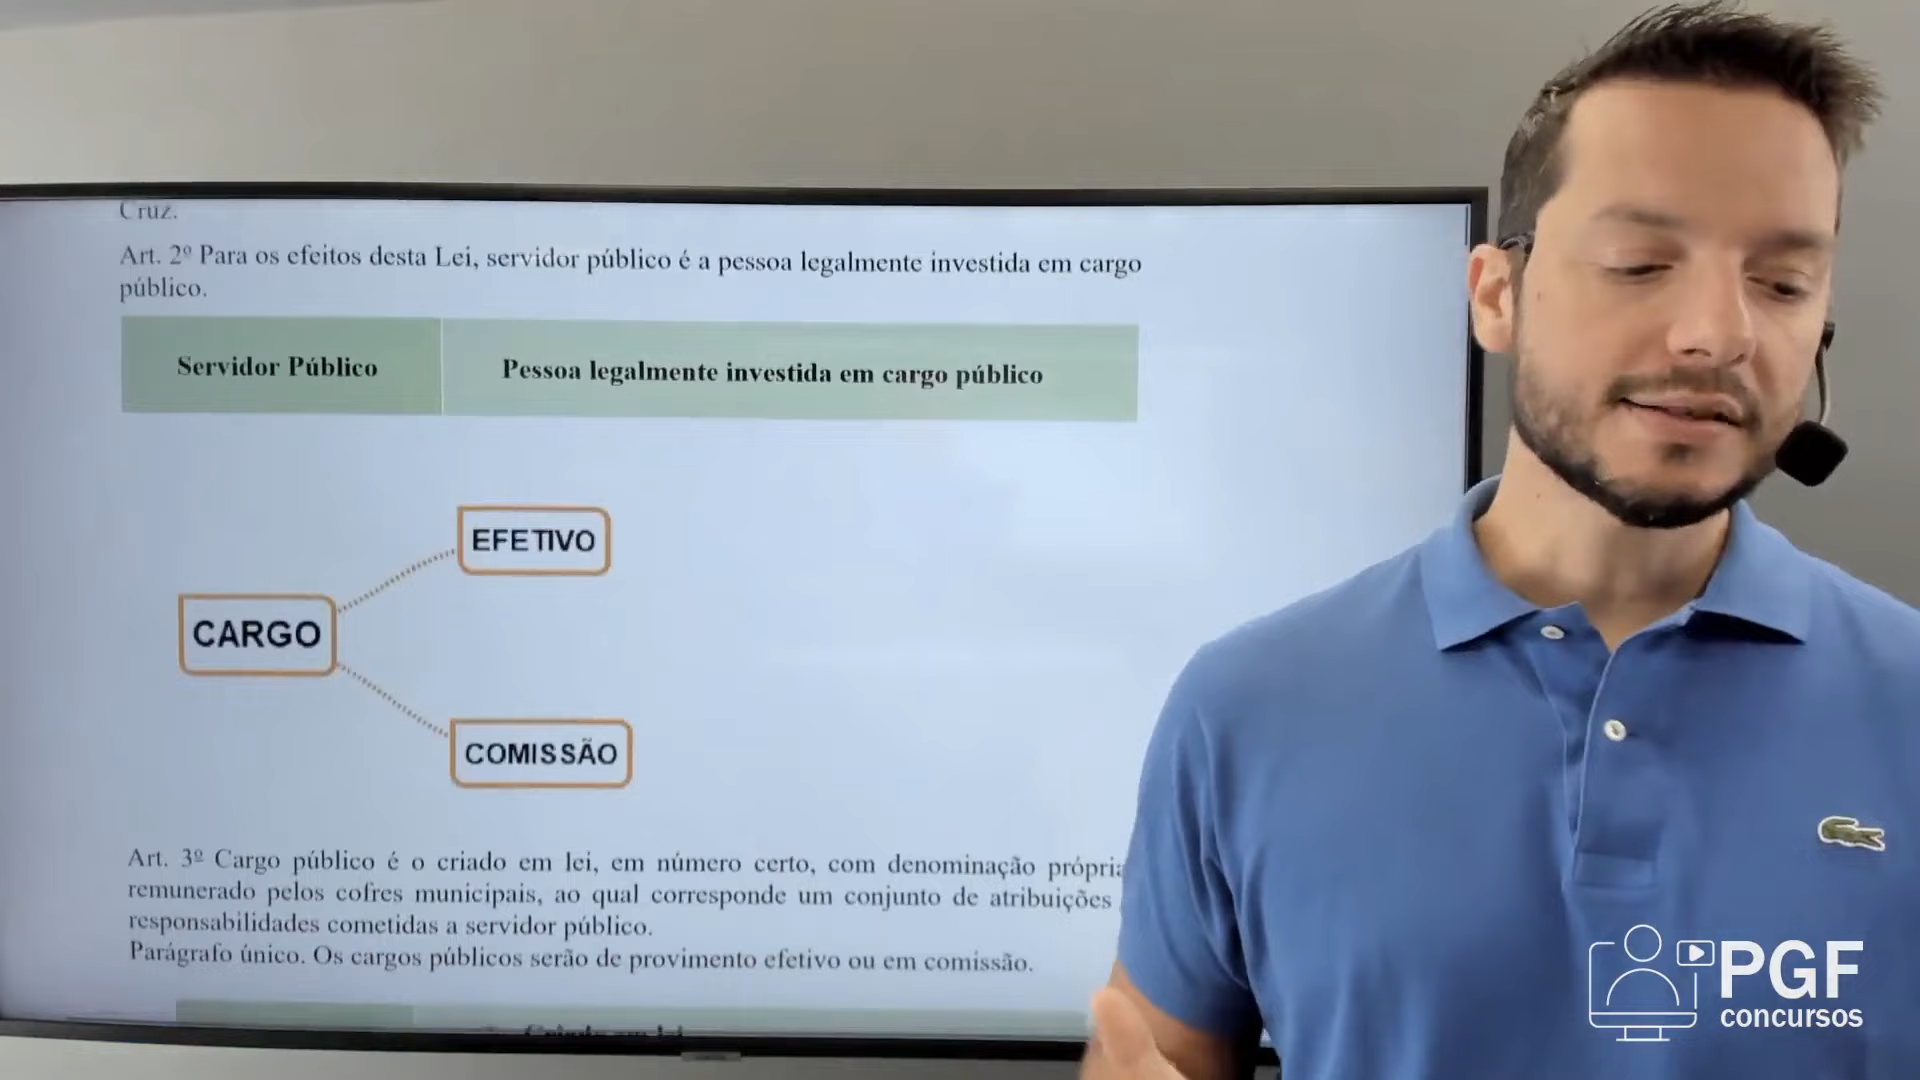 Cruz.
Art. 2º Para os efeitos desta Lei, servidor público é a pessoa legalmente investida em cargo
público.
Servidor Público
Pessoa legalmente investida em cargo público
EFETIVO
CARGO
COMISSÃO
Art. 3º Cargo público é o criado em lei, em número certo, com denominação própria
remunerado pelos cofres municipais, ao qual corresponde um conjunto de atribuições
responsabilidades cometidas a servidor público.
Parágrafo único. Os cargos públicos serão de provimento efetivo ou em comissão.
PGF
concursos